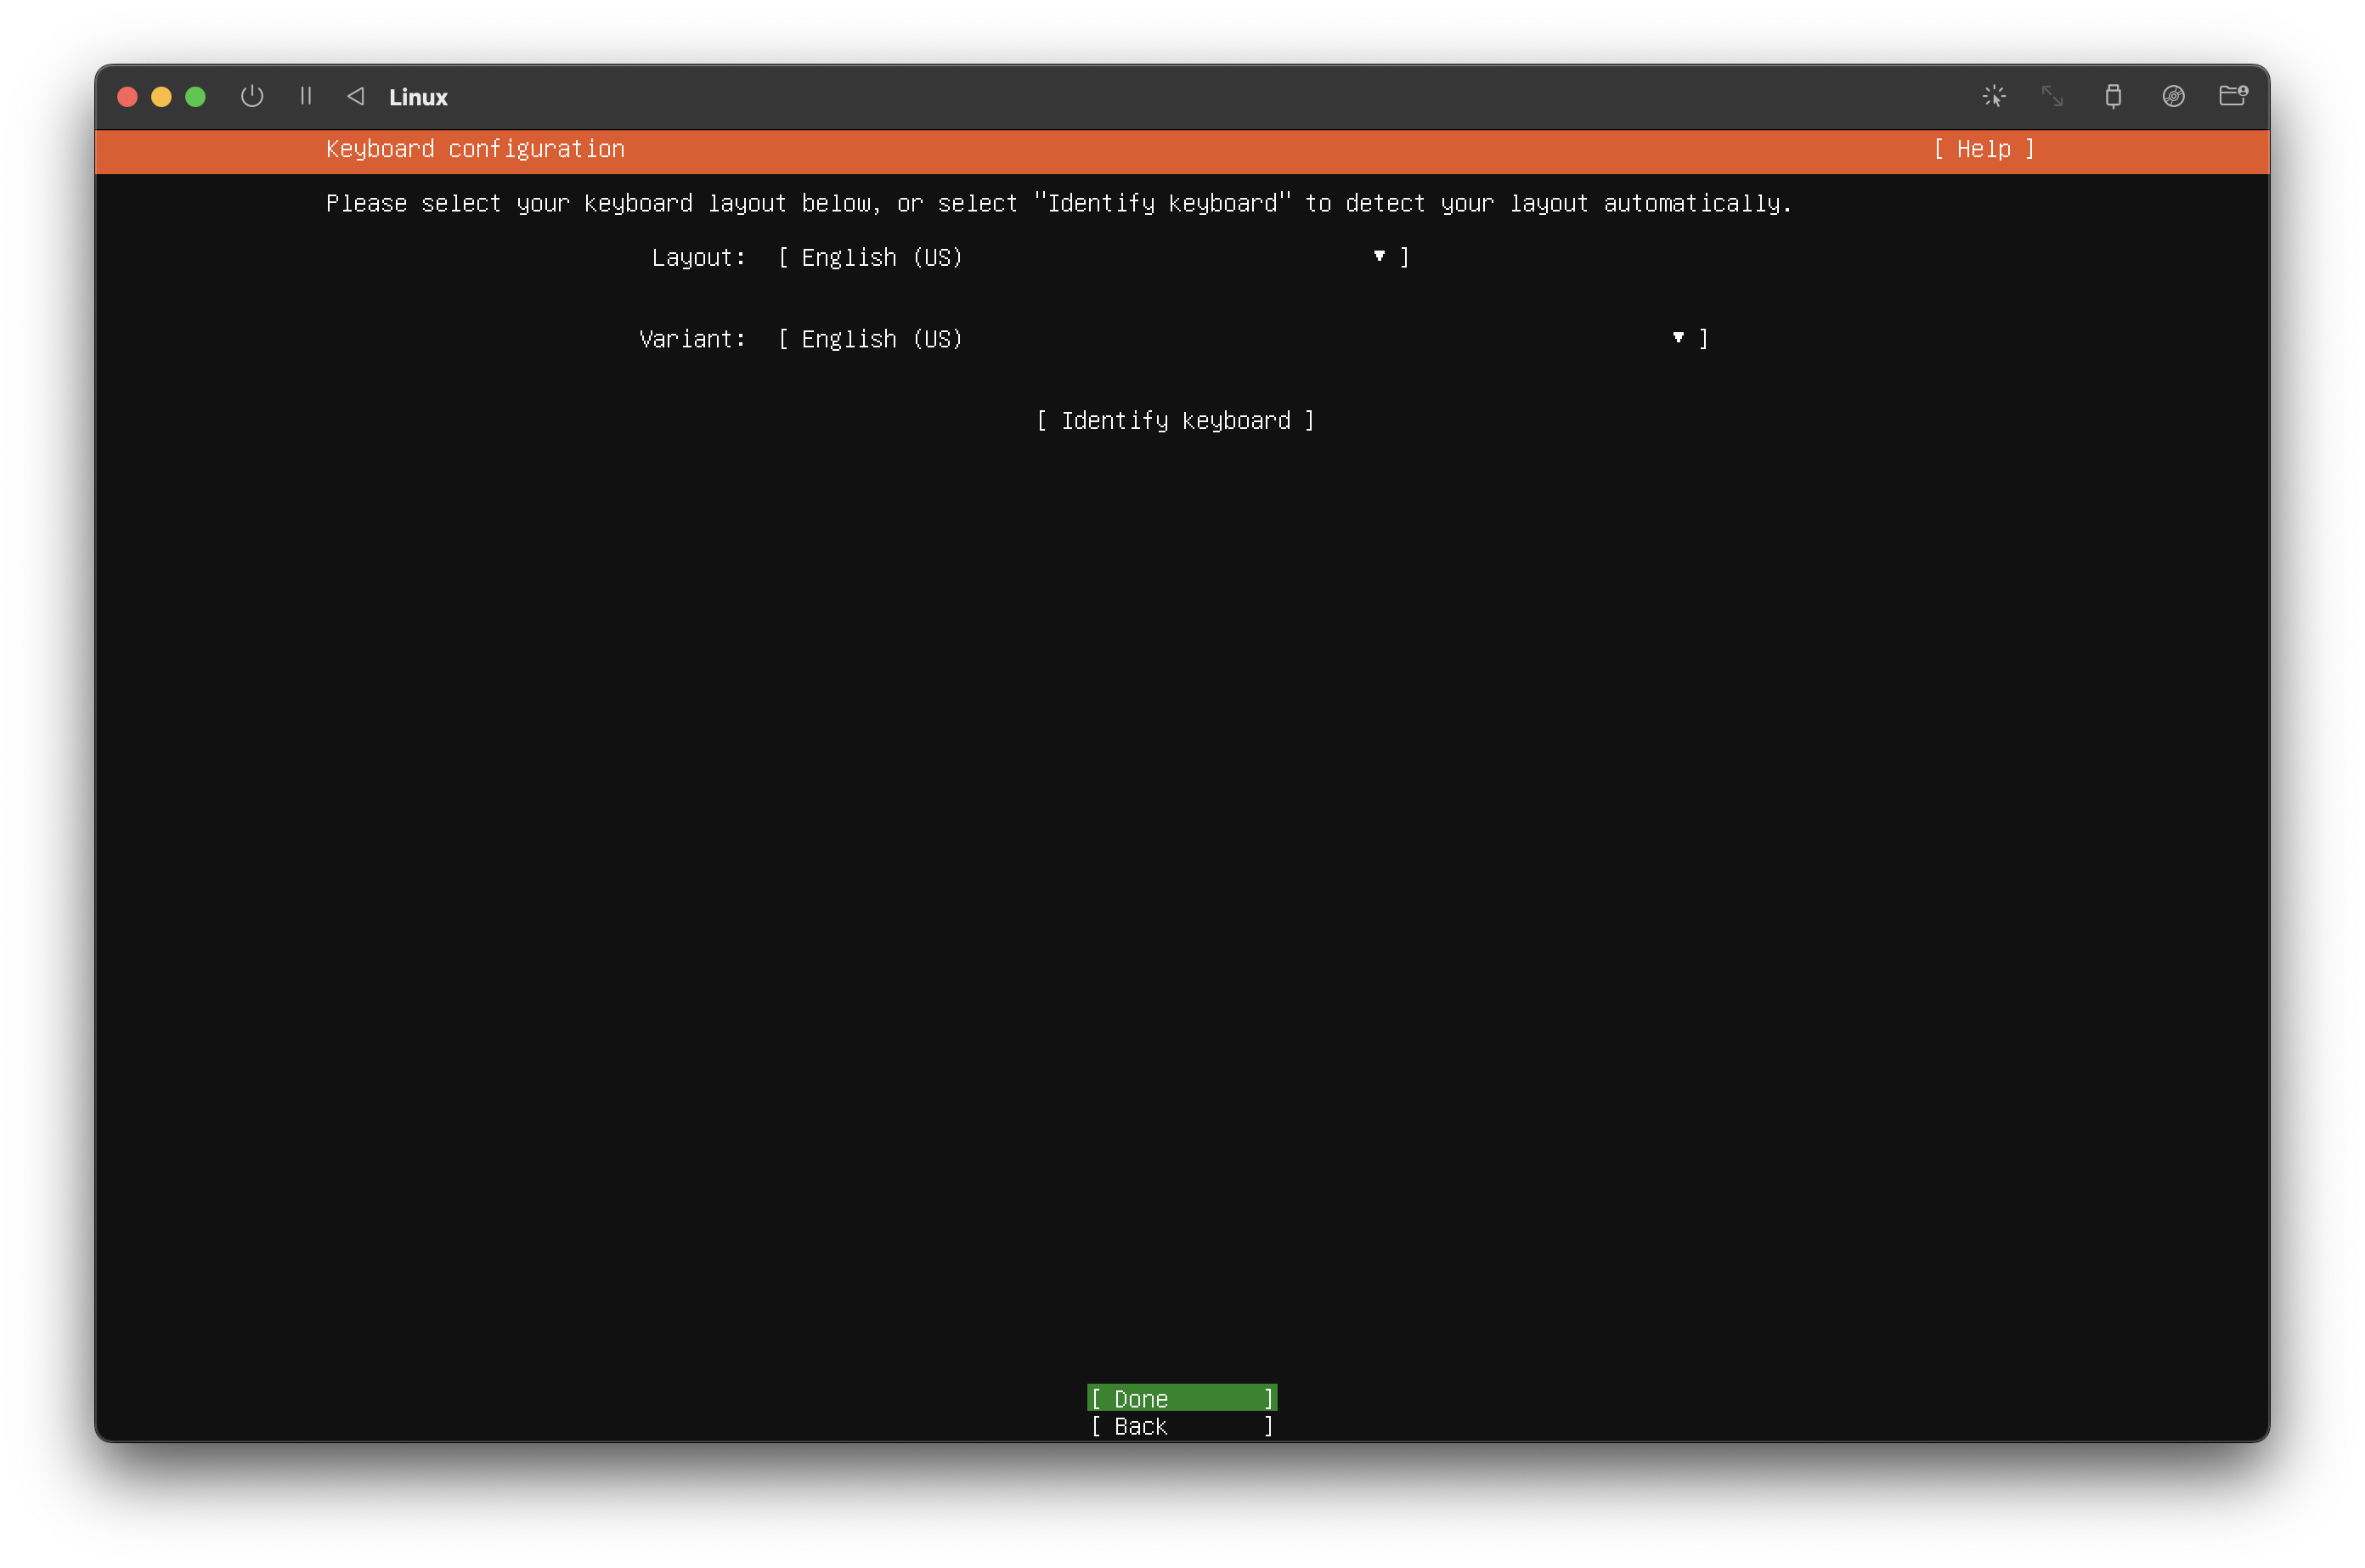 Linux
Keyboard configuration [ Help ]
Please select your keyboard layout below, or select "Identify keyboard" to detect your layout automatically.
Layout: [ English (US) ▾ ]
Variant: [ English (US) ▾ ]
[ Identify keyboard ]
[ Done ]
[ Back ]